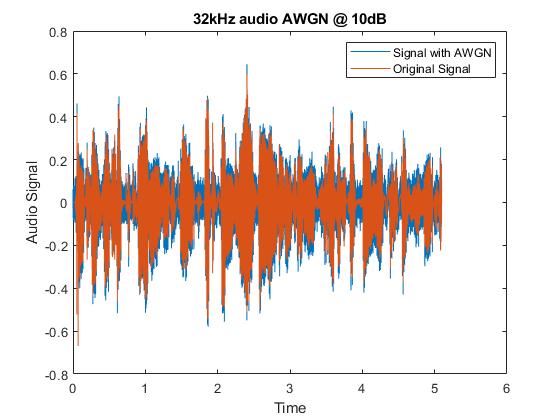 32kHz audio AWGN @ 10dB
Signal with AWGN
Original Signal
Audio Signal
0.8
0.6
0.4
0.2
0
-0.2
-0.4
-0.6
-0.8
0 1 2 3 4 5 6
Time